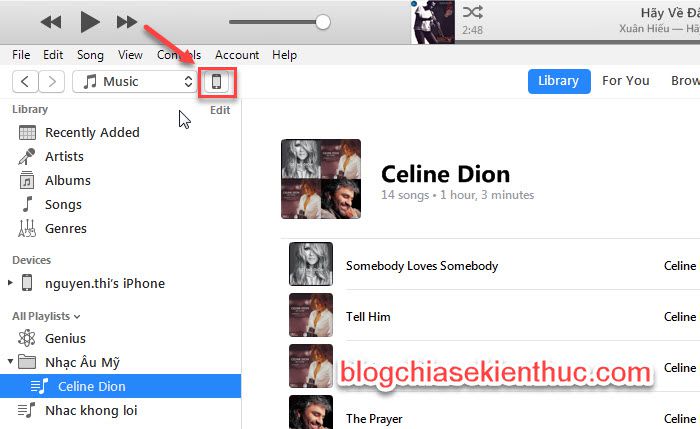 Hãy Về Đâ
Xuân Hiếu — Hã
2:48
File Edit Song View Controls Account Help
Music
Library For You Brow
Library Edit
Recently Added
Artists
Albums
Songs
Genres
Devices
nguyen.thi's iPhone
All Playlists
Genius
Nhạc Âu Mỹ
Celine Dion
Nhac khong loi
Celine Dion
14 songs • 1 hour, 3 minutes
Somebody Loves Somebody Celine
Tell Him Celine
Celine
The Prayer Celine
blogchiasekienthuc.com